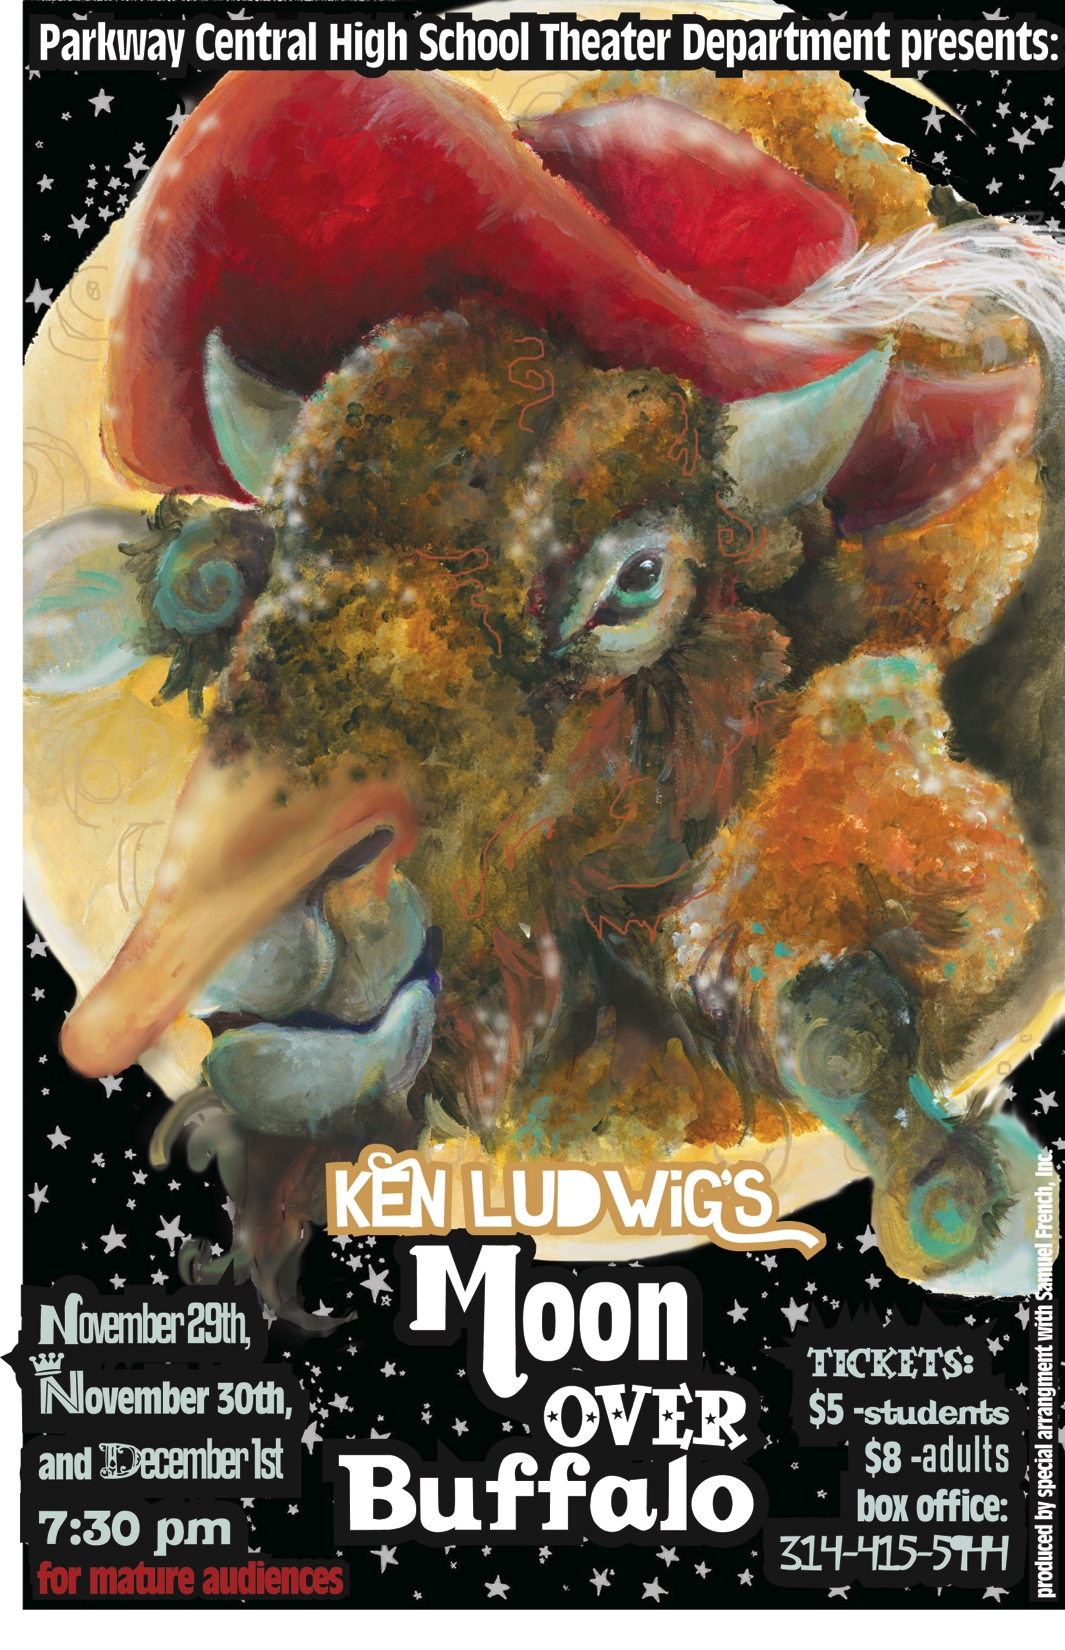 Parkway Central High School Theater Department presents:
KEN LUDWiG'S
Moon
OVER
Buffalo
November 29th,
November 30th,
and December 1st
7:30 pm
for mature audiences
TICKETS:
$5 -students
$8 -adults
box office:
314-415-5944
produced by special arrangment with Samuel French, Inc.